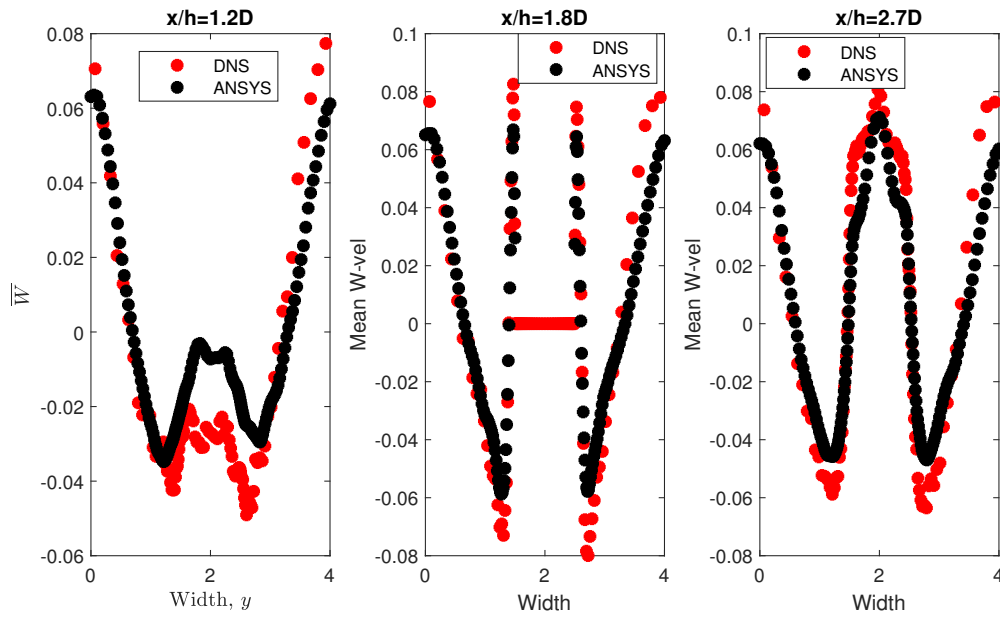 x/h=1.2D
0.08
0.06
0.04
0.02
0
-0.02
-0.04
-0.06
W
0
2
4
Width, y
DNS
ANSYS
x/h=1.8D
0.1
0.08
0.06
0.04
0.02
0
-0.02
-0.04
-0.06
-0.08
Mean W-vel
0
2
4
Width
DNS
ANSYS
x/h=2.7D
0.1
0.08
0.06
0.04
0.02
0
-0.02
-0.04
-0.06
-0.08
Mean W-vel
0
2
4
Width
DNS
ANSYS